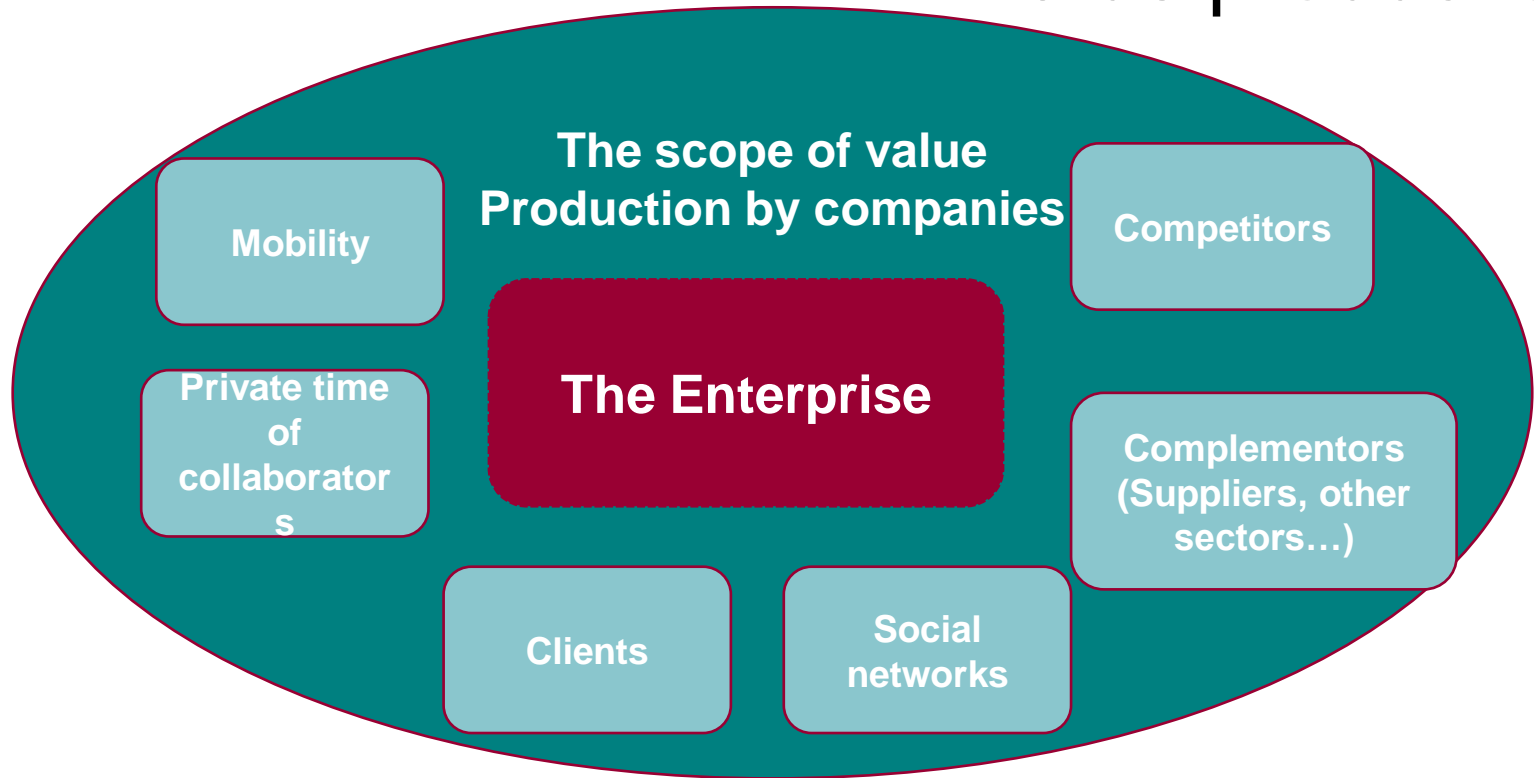 The scope of value
Production by companies
Mobility
Competitors
The Enterprise
Private time
of
collaborator
s
Complementors
(Suppliers, other
sectors…)
Clients
Social
networks